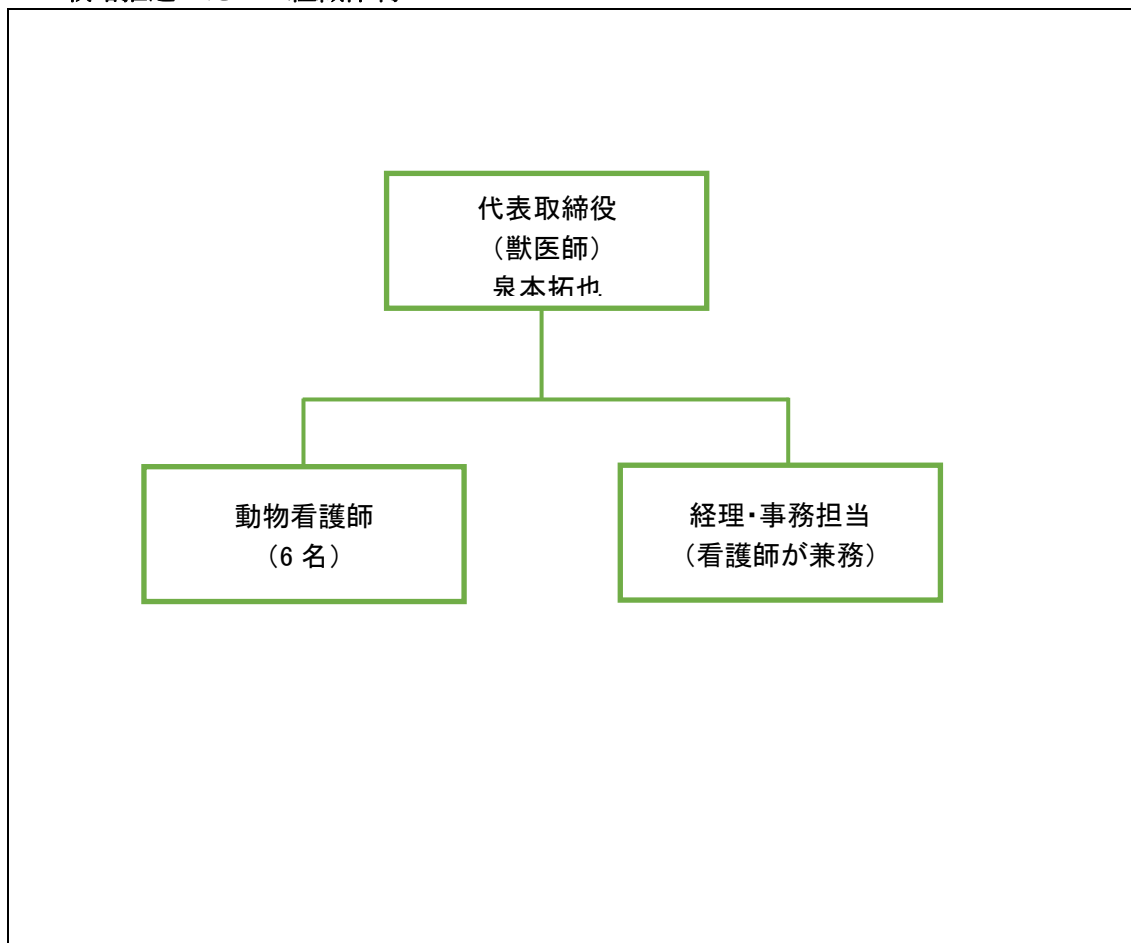 代表取締役
（獣医師）
泉本拓也
動物看護師
（6 名）
経理・事務担当
（看護師が兼務）